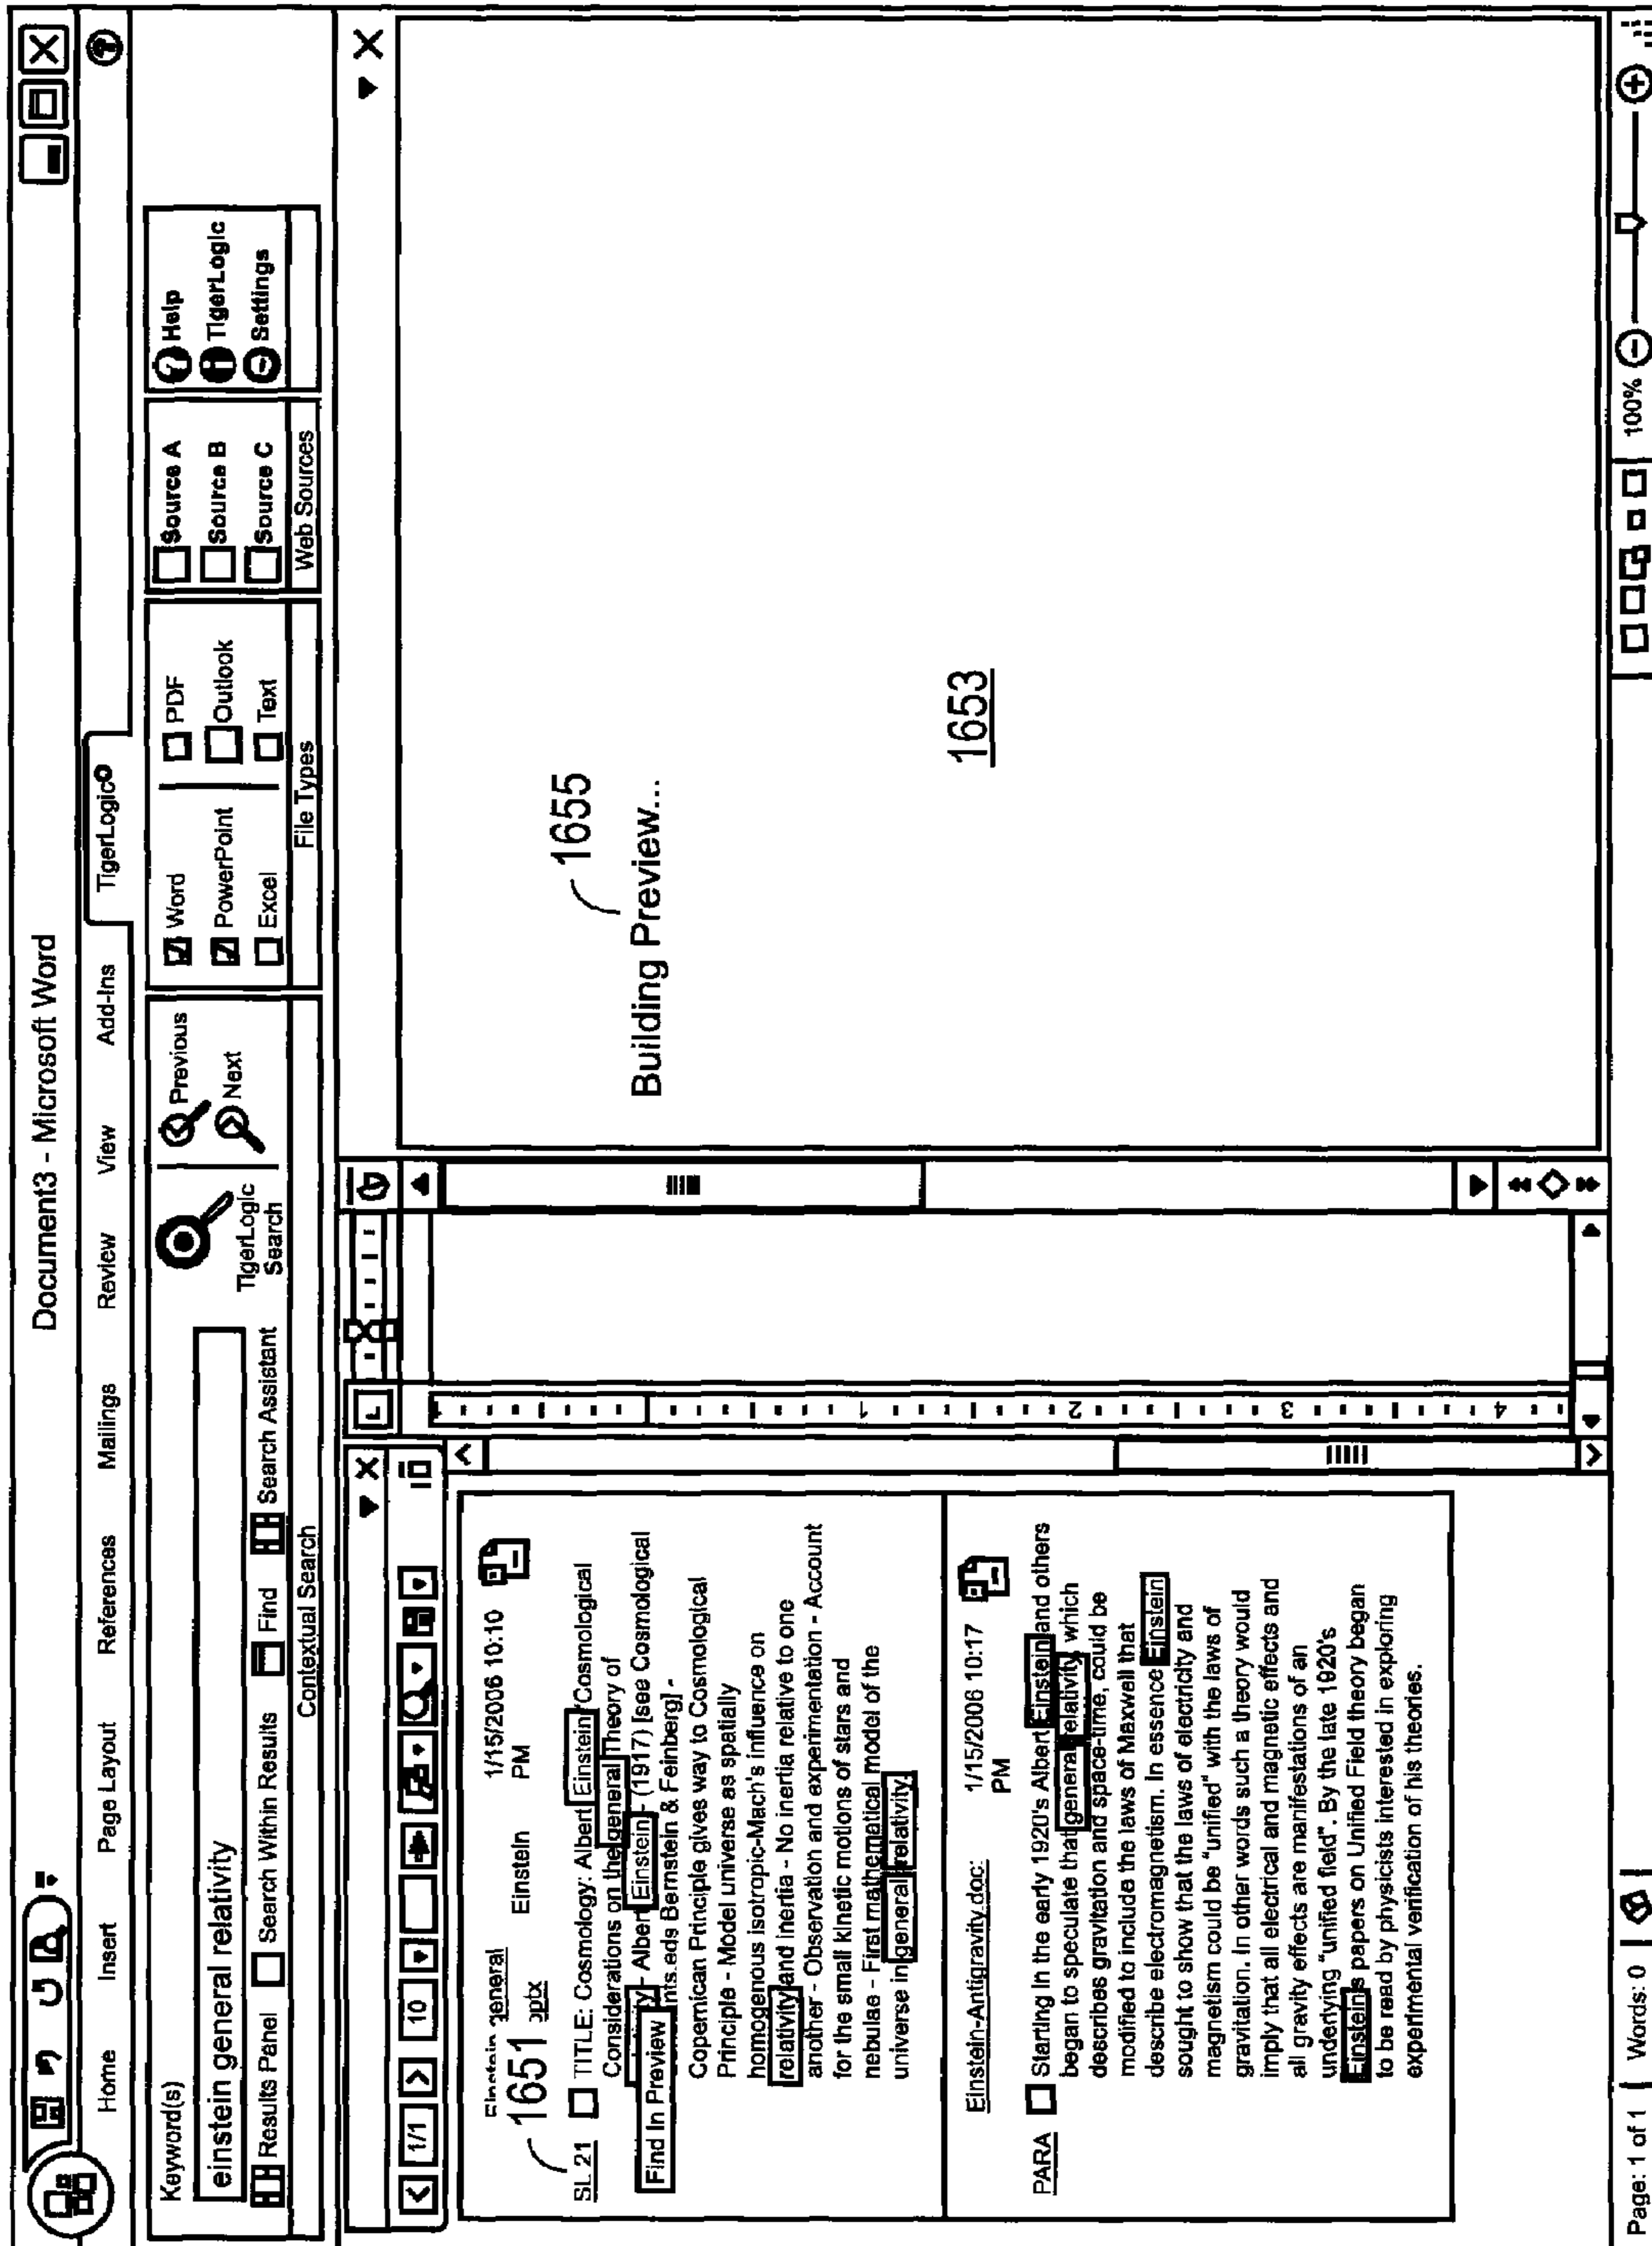 Document3 - Microsoft Word
Home Insert Page Layout References Mailings Review View Add-Ins TigerLogic
Keyword(s)
einstein general relativity
Results Panel Search Within Results Find Search Assistant
TigerLogic
Search
Previous
Next
Contextual Search
Word
PowerPoint
Excel
PDF
Outlook
Text
File Types
Source A
Source B
Source C
Web Sources
Help
TigerLogic
Settings
1/1 10
Einstein general
pptx
Einstein
1/15/2006 10:10
PM
1651
SL 21
TITLE: Cosmology: Albert Einstein/Cosmological
Considerations on the general Theory of
- Albert Einstein - (1917) [see Cosmological
Find In Preview
nts.eds Bernstein & Feinberg] -
Copernican Principle gives way to Cosmological
Principle - Model universe as spatially
homogenous isotropic-Mach's influence on
relativity and inertia - No inertia relative to one
another - Observation and experimentation - Account
for the small kinetic motions of stars and
nebulae - First mathematical model of the
universe in general relativity.
Einstein-Antigravity.doc:
1/15/2006 10:17
PM
PARA
Starting in the early 1920's Albert Einstein and others
began to speculate that general relativity, which
describes gravitation and space-time, could be
modified to include the laws of Maxwell that
describe electromagnetism. In essence Einstein
sought to show that the laws of electricity and
magnetism could be "unified" with the laws of
gravitation. In other words such a theory would
imply that all electrical and magnetic effects and
all gravity effects are manifestations of an
underlying "unified field". By the late 1920's
Einsteins papers on Unified Field theory began
to be read by physicists interested in exploring
experimental verification of his theories.
1
2
3
4
1655
Building Preview...
1653
Page: 1 of 1 Words: 0 100%